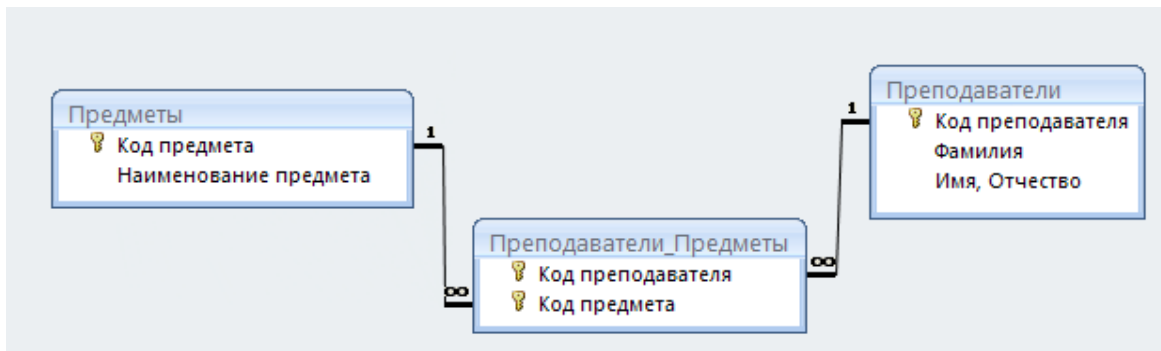 Предметы
Код предмета
Наименование предмета
1
∞
Преподаватели_Предметы
Код преподавателя
Код предмета
∞
1
Преподаватели
Код преподавателя
Фамилия
Имя, Отчество